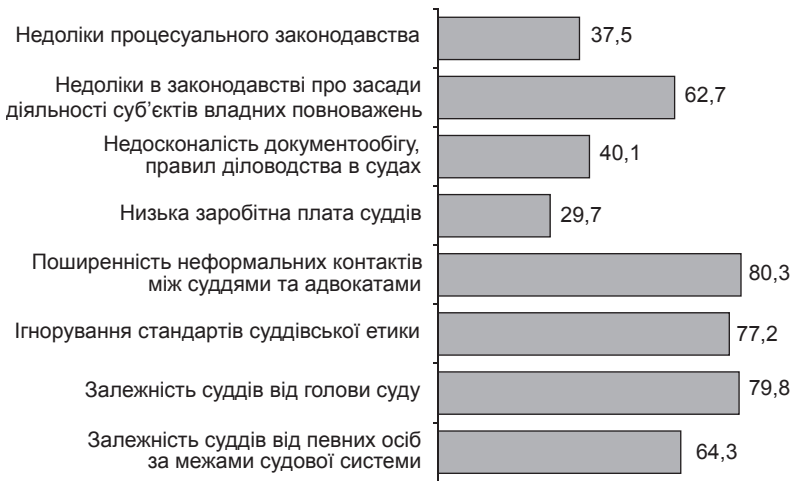 Недоліки процесуального законодавства
37,5
Недоліки в законодавстві про засади
діяльності суб’єктів владних повноважень
62,7
Недосконалість документообігу,
правил діловодства в судах
40,1
Низька заробітна плата суддів
29,7
Поширенність неформальних контактів
між суддями та адвокатами
80,3
Ігнорування стандартів суддівської етики
77,2
Залежність суддів від голови суду
79,8
Залежність суддів від певних осіб
за межами судової системи
64,3